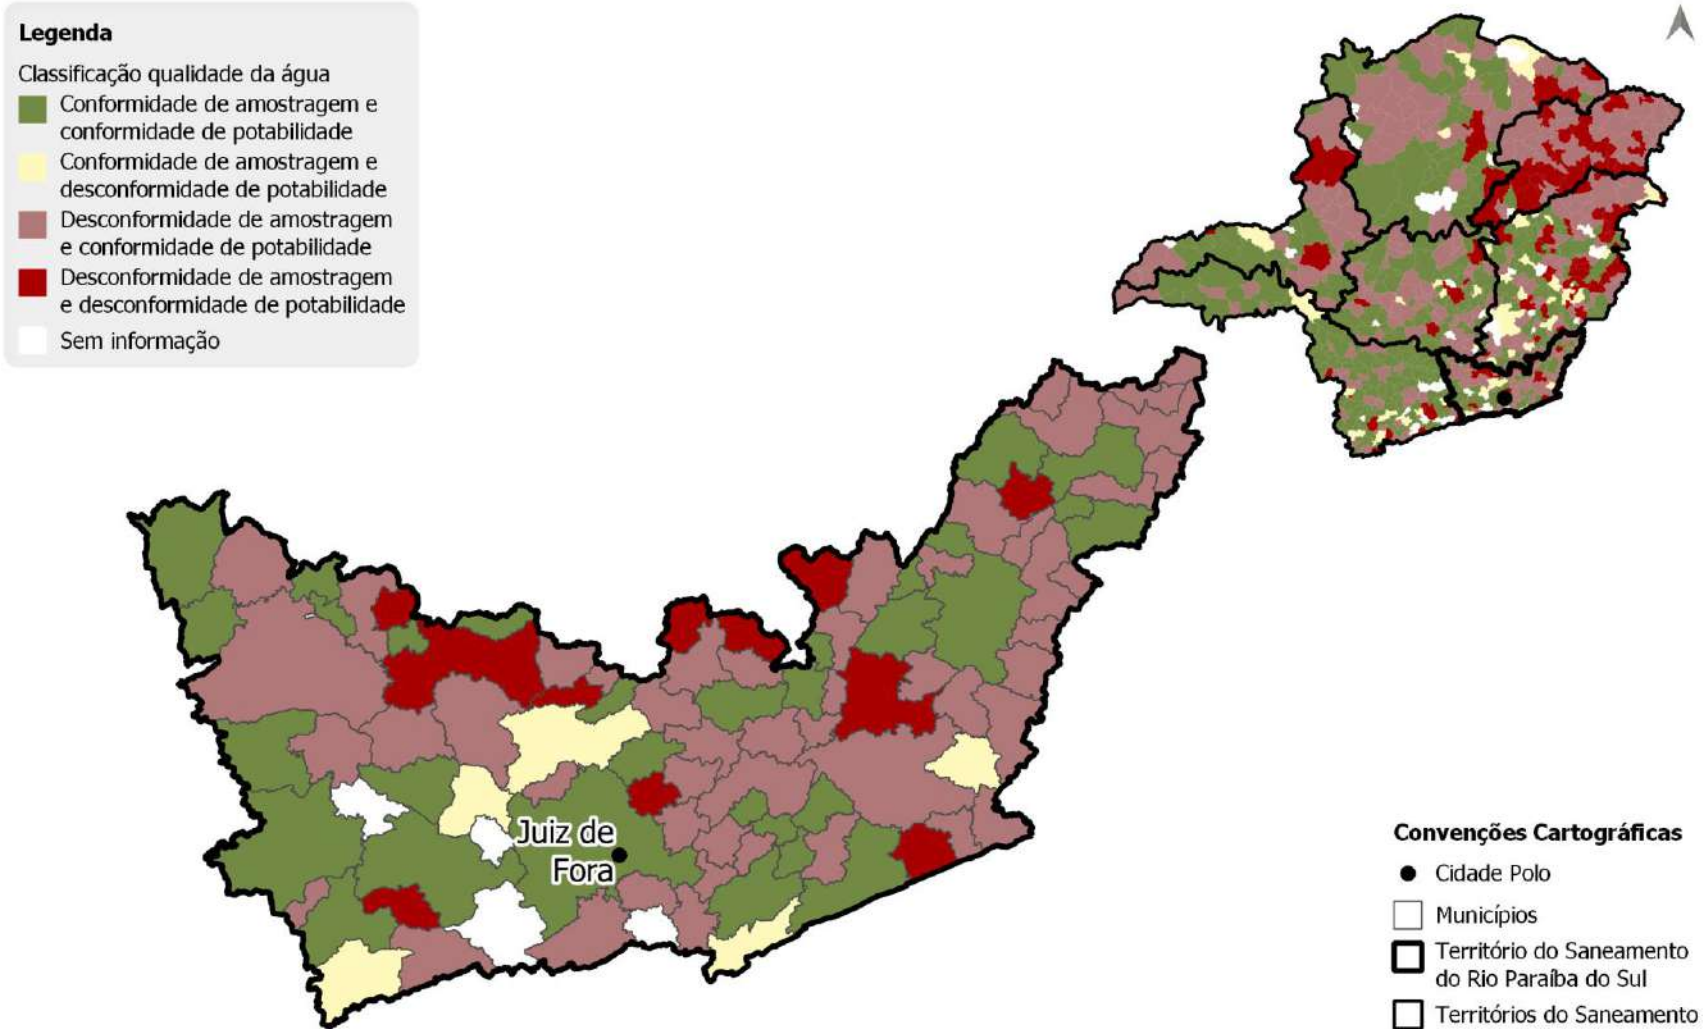 Legenda
Classificação qualidade da água
Conformidade de amostragem e
conformidade de potabilidade
Conformidade de amostragem e
desconformidade de potabilidade
Desconformidade de amostragem
e conformidade de potabilidade
Desconformidade de amostragem
e desconformidade de potabilidade
Sem informação
Juiz de
Fora
Convenções Cartográficas
Cidade Polo
Municípios
Território do Saneamento
do Rio Paraíba do Sul
Territórios do Saneamento